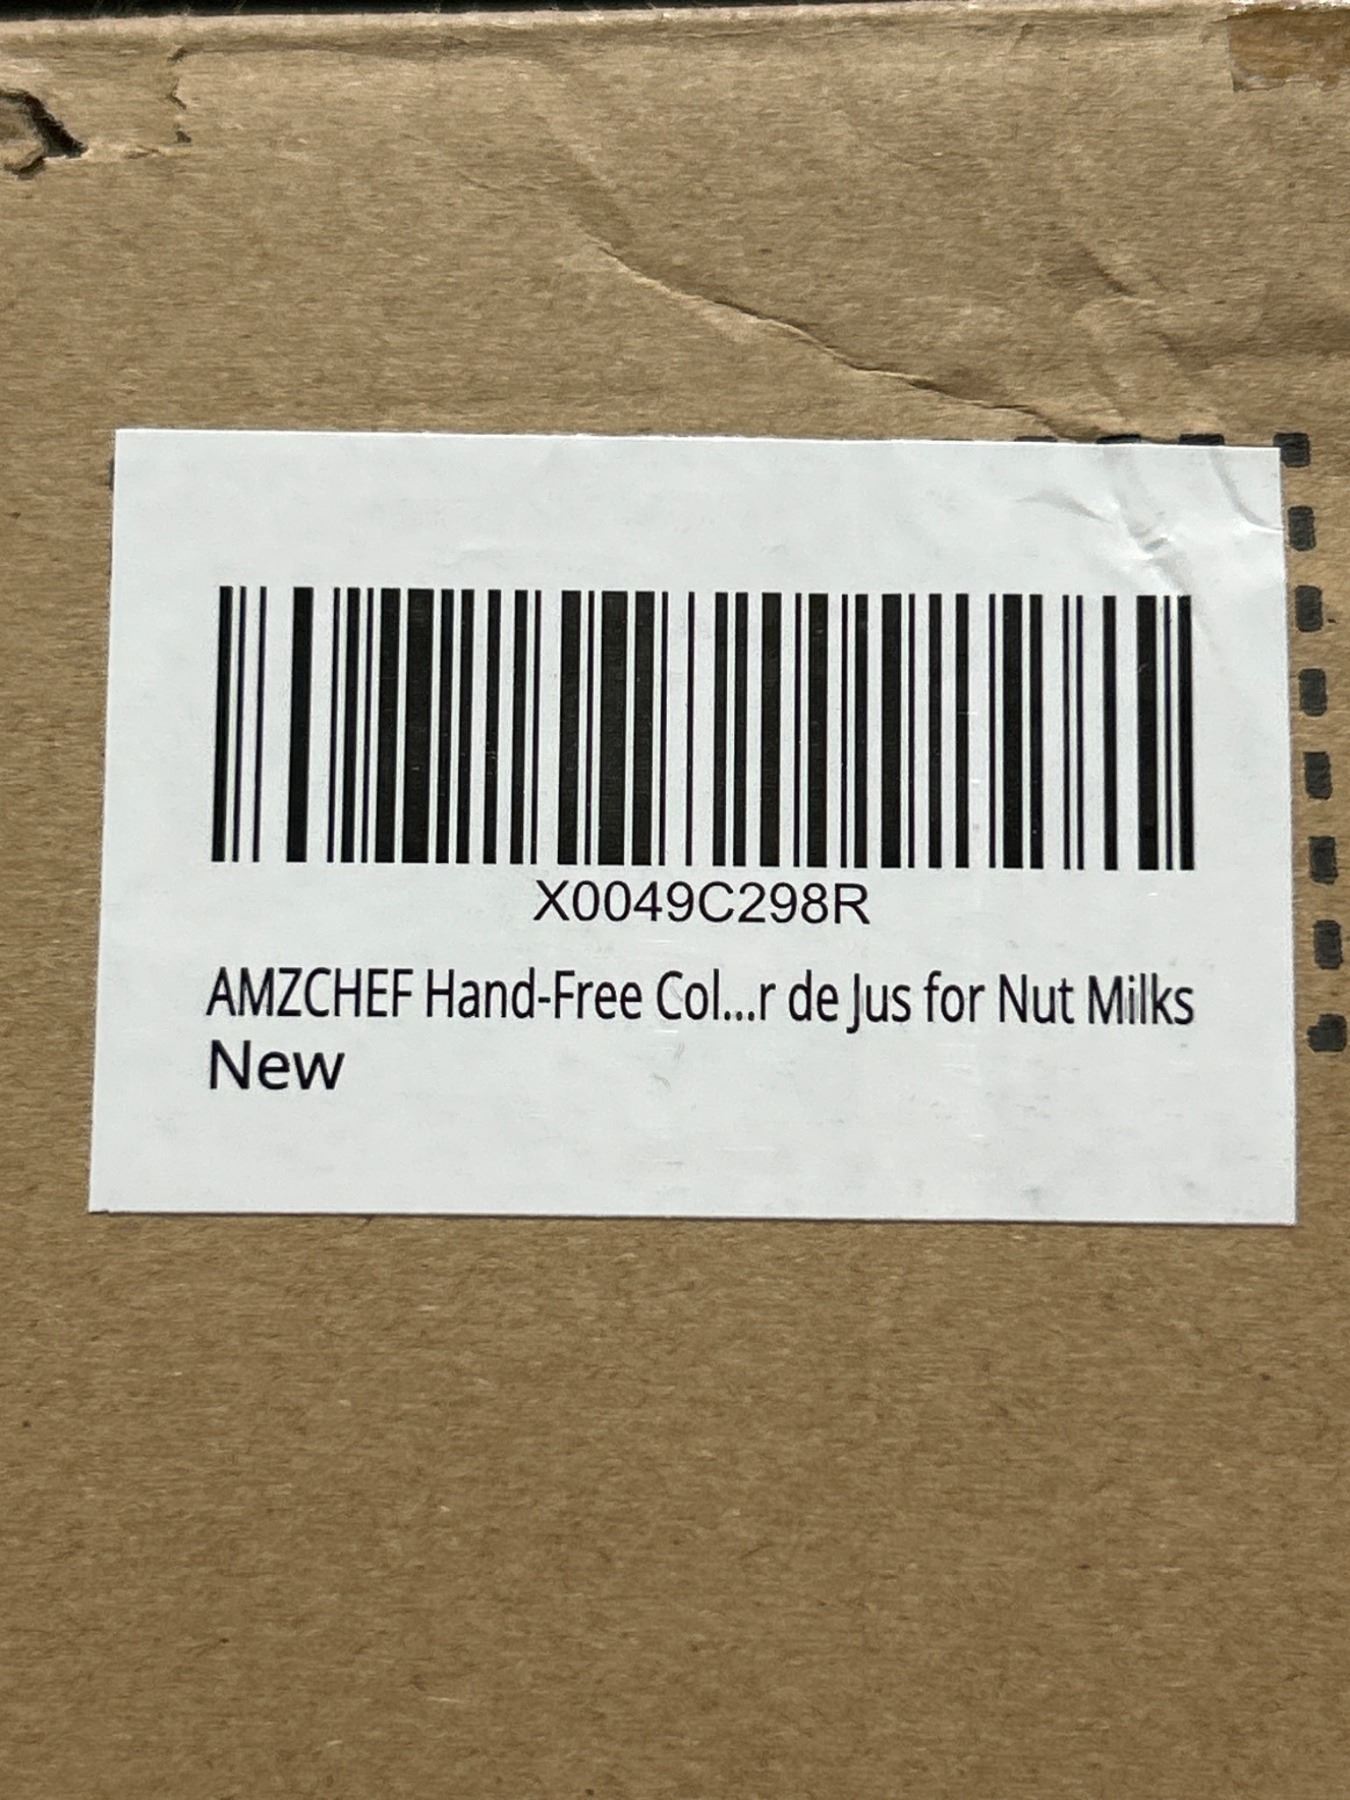 X0049C298R
AMZCHEF Hand-Free Col...r de Jus for Nut Milks
New